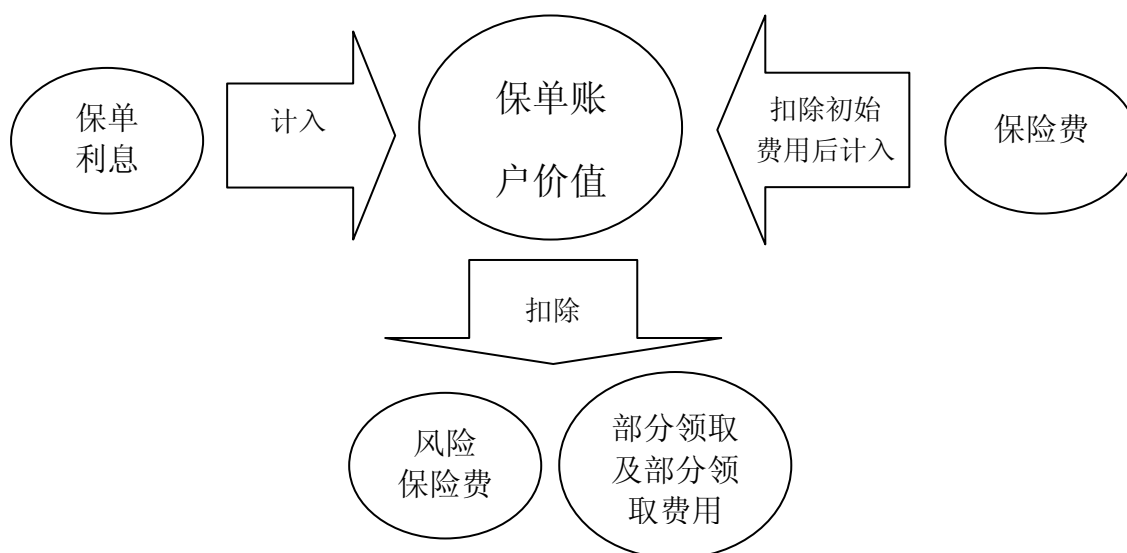 保单
利息
计入
保单账
户价值
扣除初始
费用后计入
保险费
扣除
风险
保险费
部分领取
及部分领
取费用